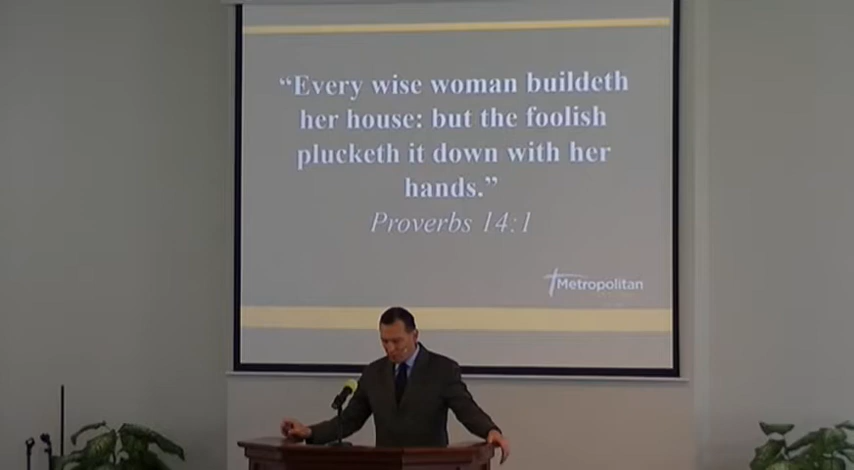 “Every wise woman buildeth
her house: but the foolish
plucketh it down with her
hands.”
Proverbs 14:1
Metropolitan